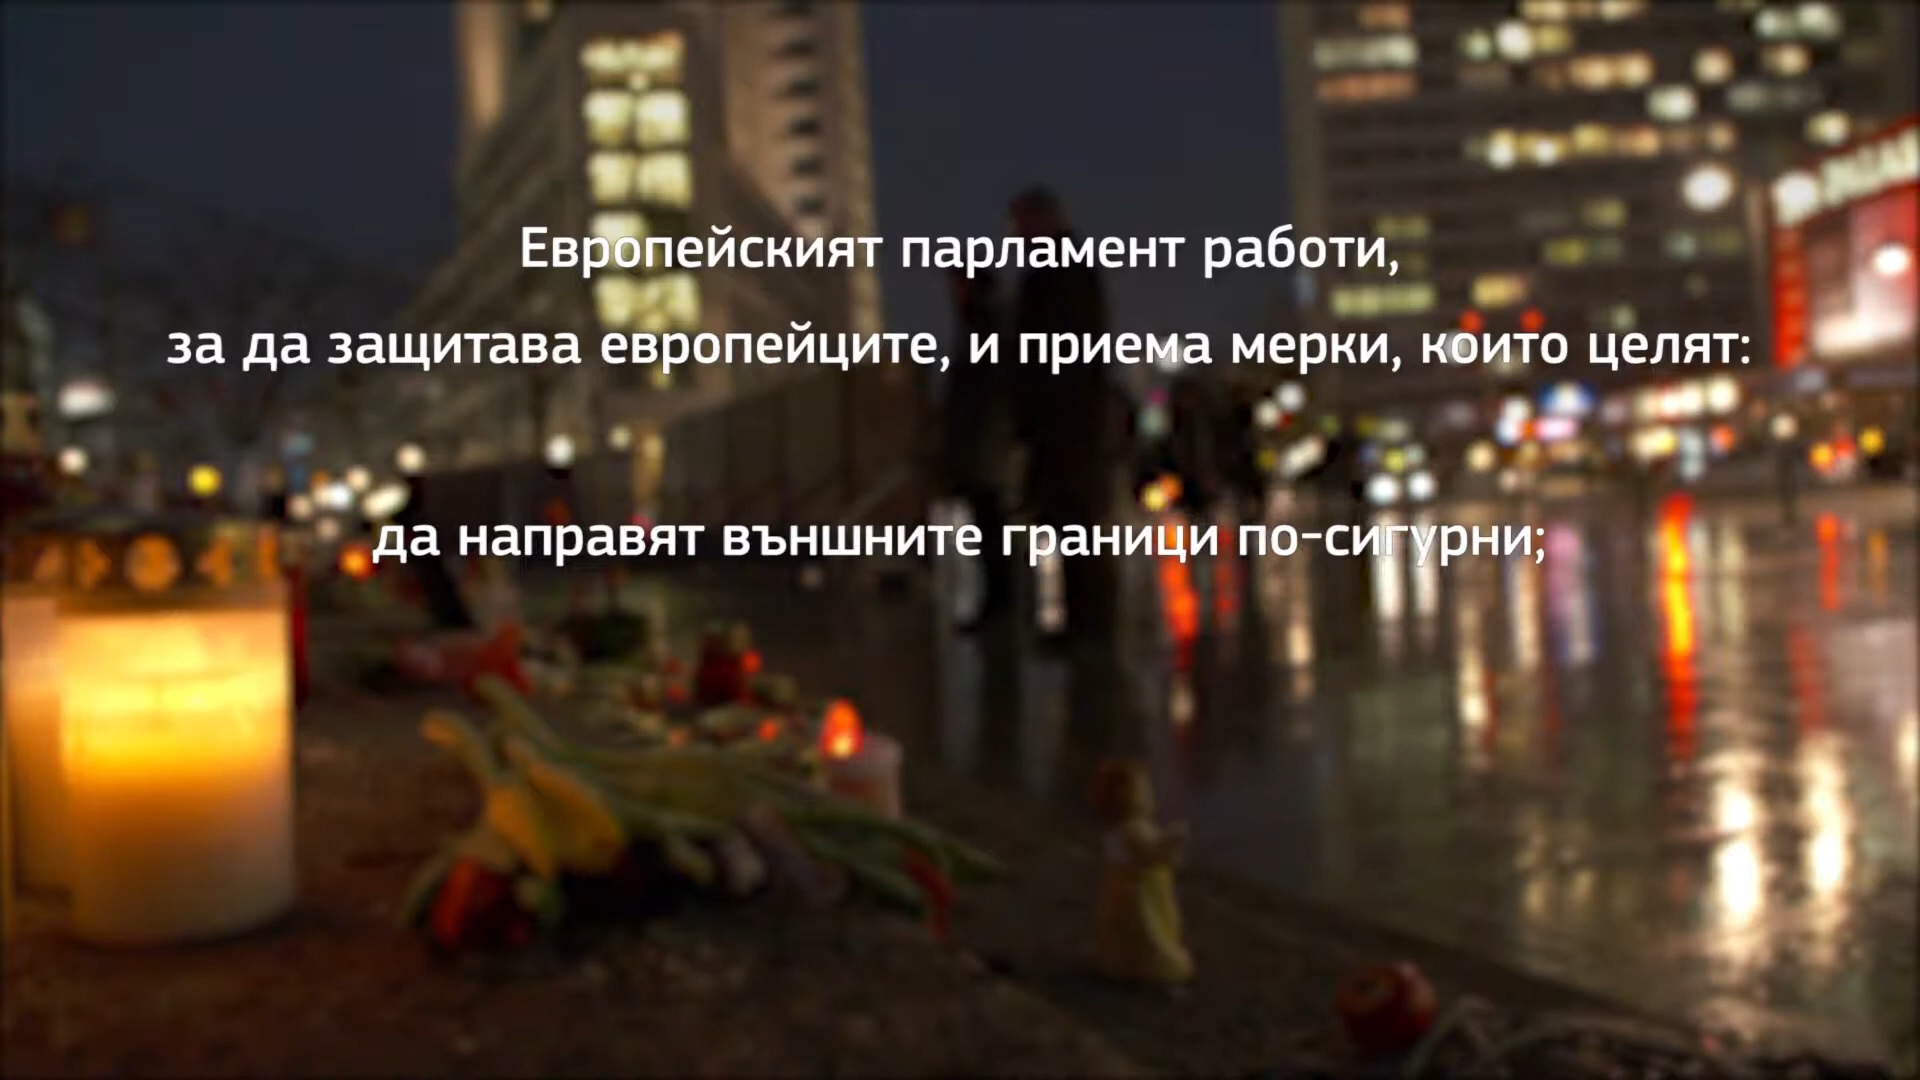 Европейският парламент работи,
за да защитава европейците, и приема мерки, които целят:
да направят външните граници по-сигурни;